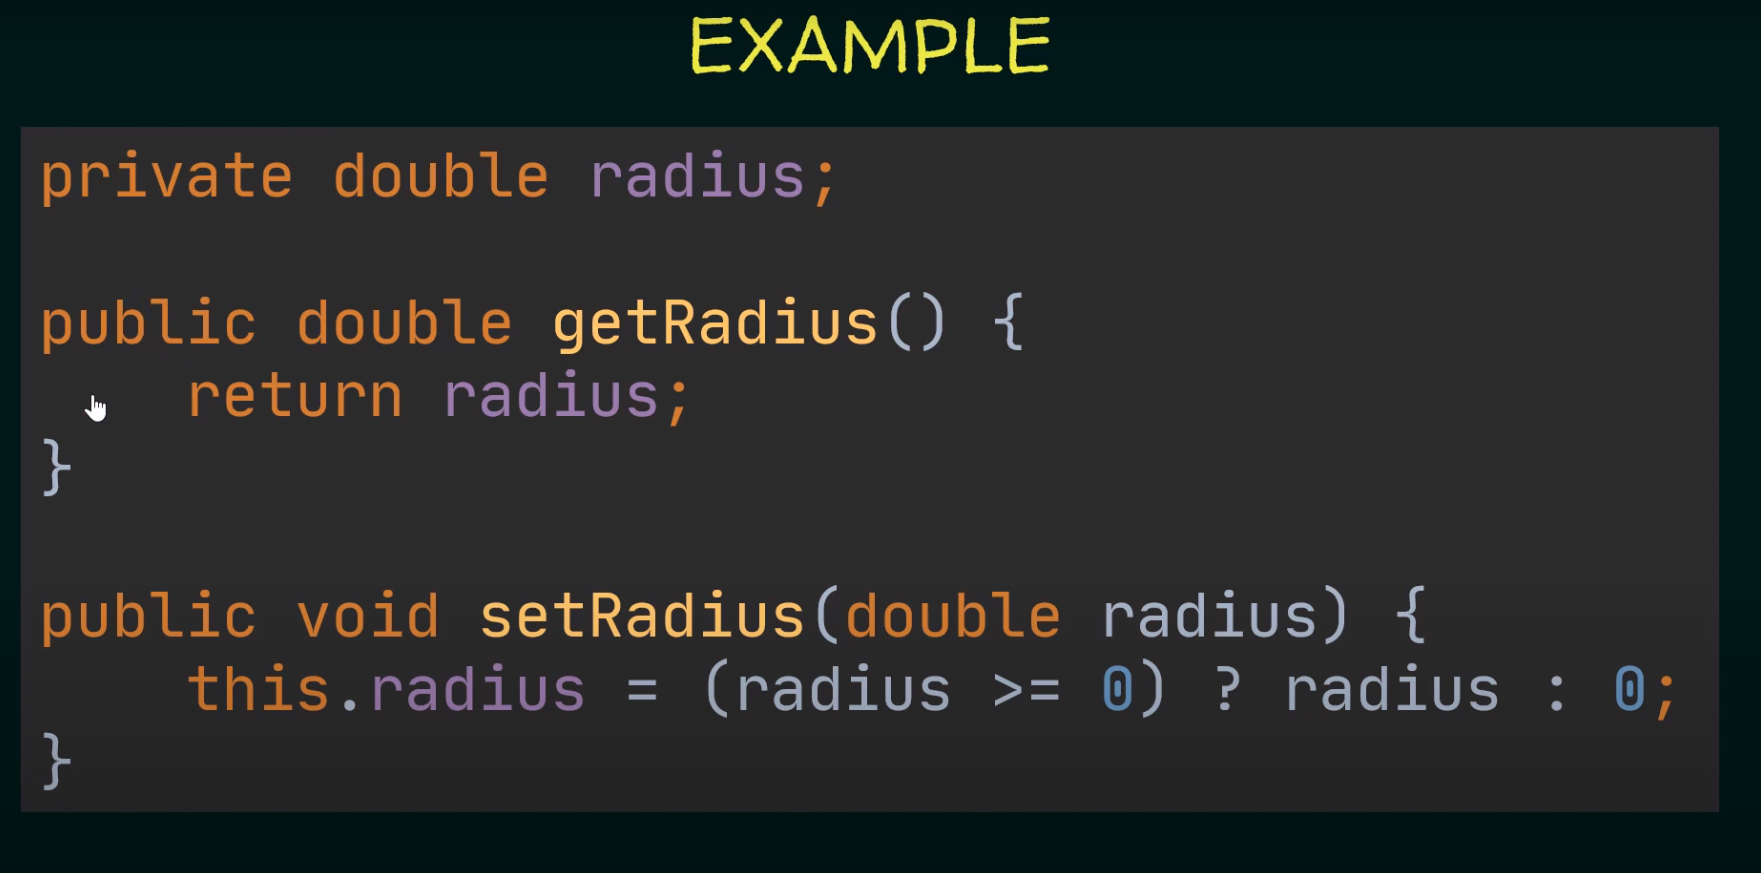 EXAMPLE
private double radius;
public double getRadius() {
    return radius;
}
public void setRadius(double radius) {
    this.radius = (radius >= 0) ? radius : 0;
}